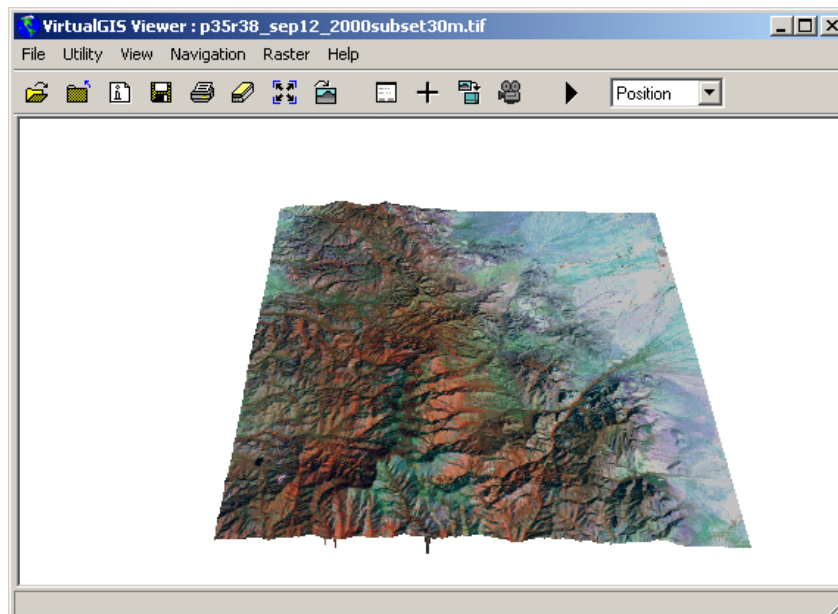 VirtualGIS Viewer : p35r38_sep12_2000subset30m.tif
File Utility View Navigation Raster Help
Position